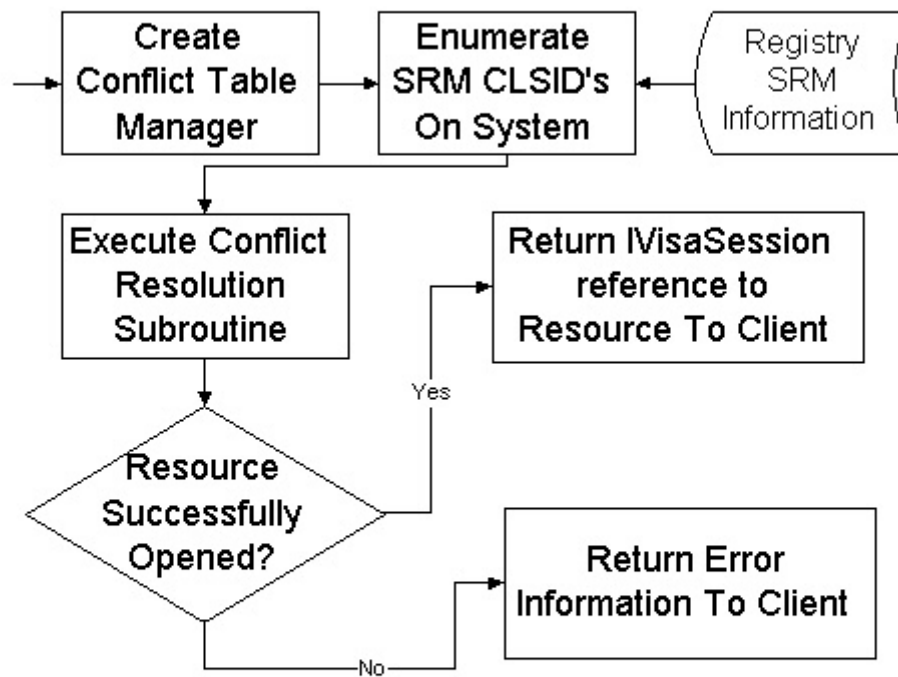 Create
Conflict Table
Manager
Enumerate
SRM CLSID's
On System
Registry
SRM
Information
Execute Conflict
Resolution
Subroutine
Return IVisaSession
reference to
Resource To Client
Yes
Resource
Successfully
Opened?
Return Error
Information To Client
No